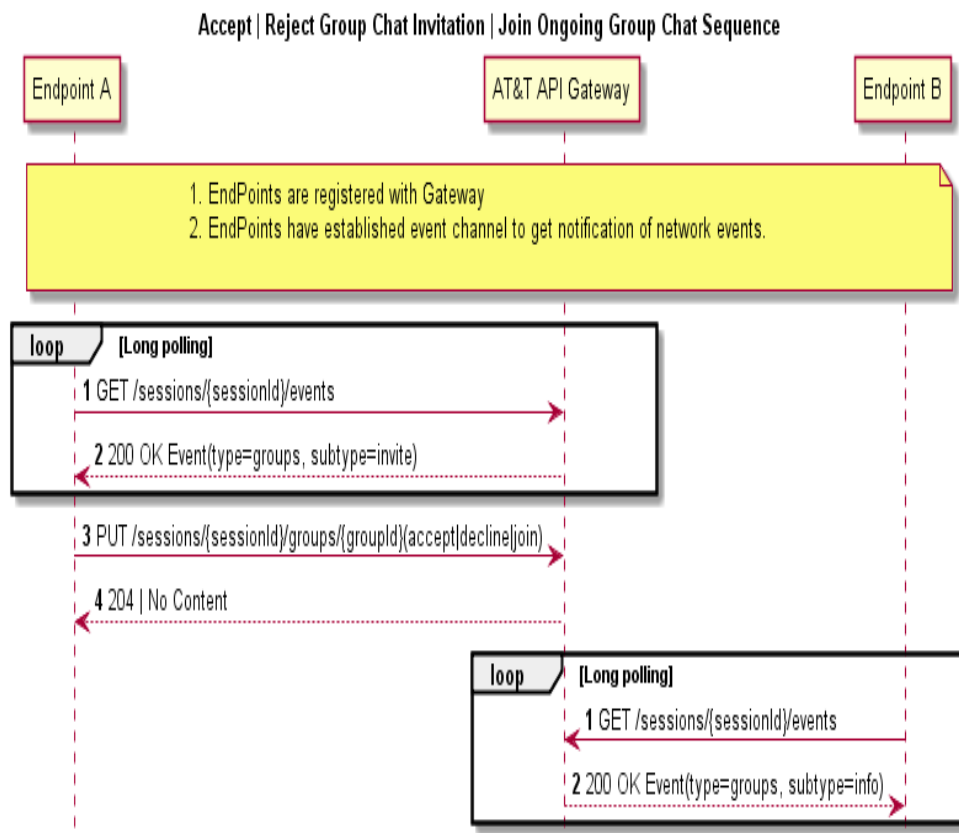 Accept | Reject Group Chat Invitation | Join Ongoing Group Chat Sequence
Endpoint A
AT&T API Gateway
Endpoint B
1. EndPoints are registered with Gateway
2. EndPoints have established event channel to get notification of network events.
loop [Long polling]
1 GET /sessions/{sessionId}/events
2 200 OK Event(type=groups, subtype=invite)
3 PUT /sessions/{sessionId}/groups/{groupId}(accept|decline|join)
4 204 | No Content
loop [Long polling]
1 GET /sessions/{sessionId}/events
2 200 OK Event(type=groups, subtype=info)